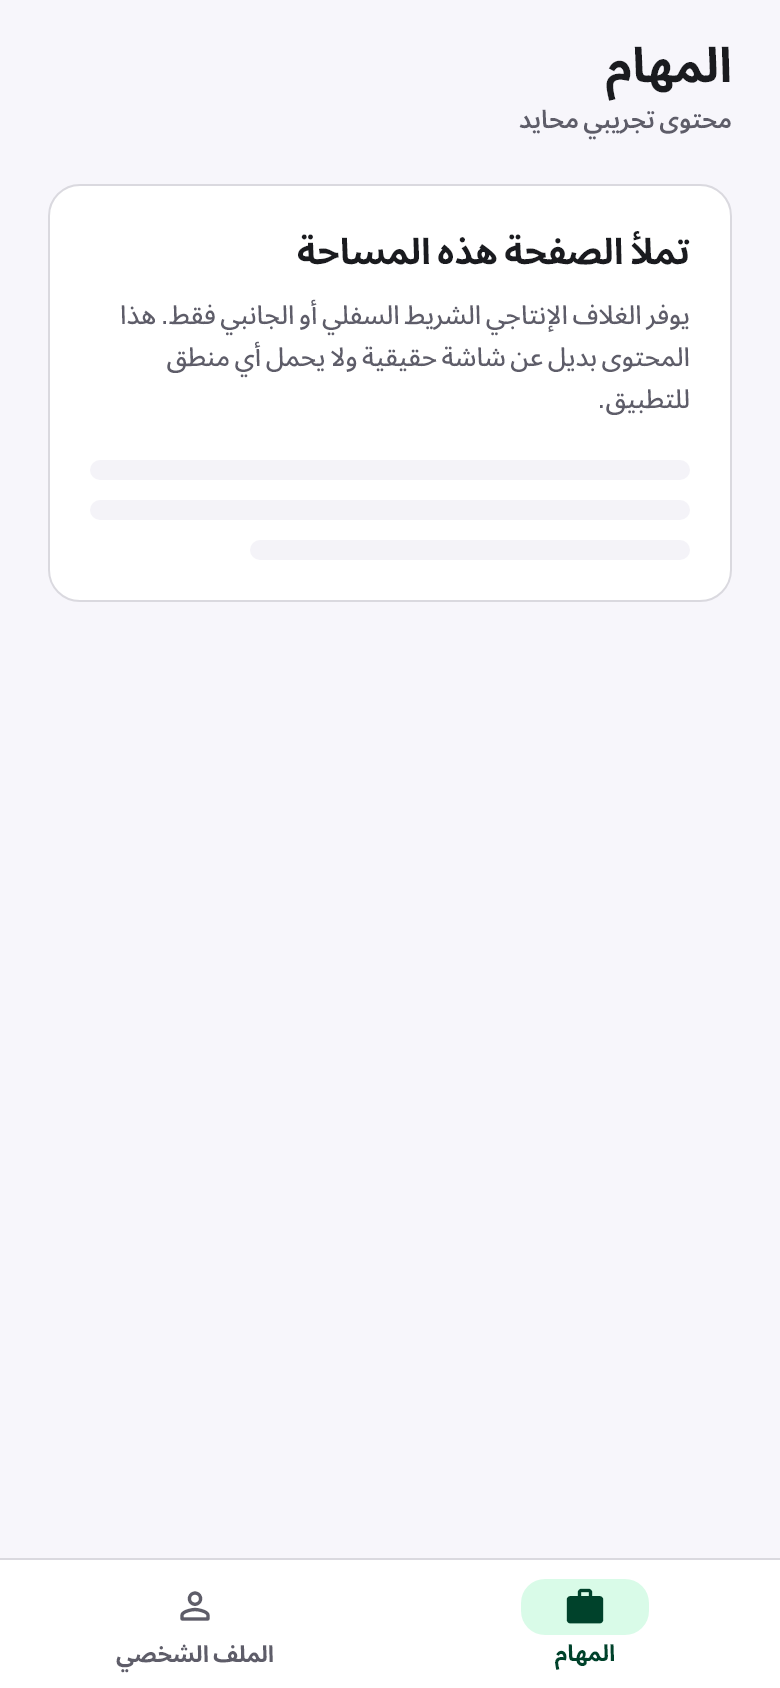 المهام
محتوى تجريبي محايد
تملأ الصفحة هذه المساحة
يوفر الغلاف الإنتاجي الشريط السفلي أو الجانبي فقط. هذا
المحتوى بديل عن شاشة حقيقية ولا يحمل أي منطق
للتطبيق.
المهام
الملف الشخصي